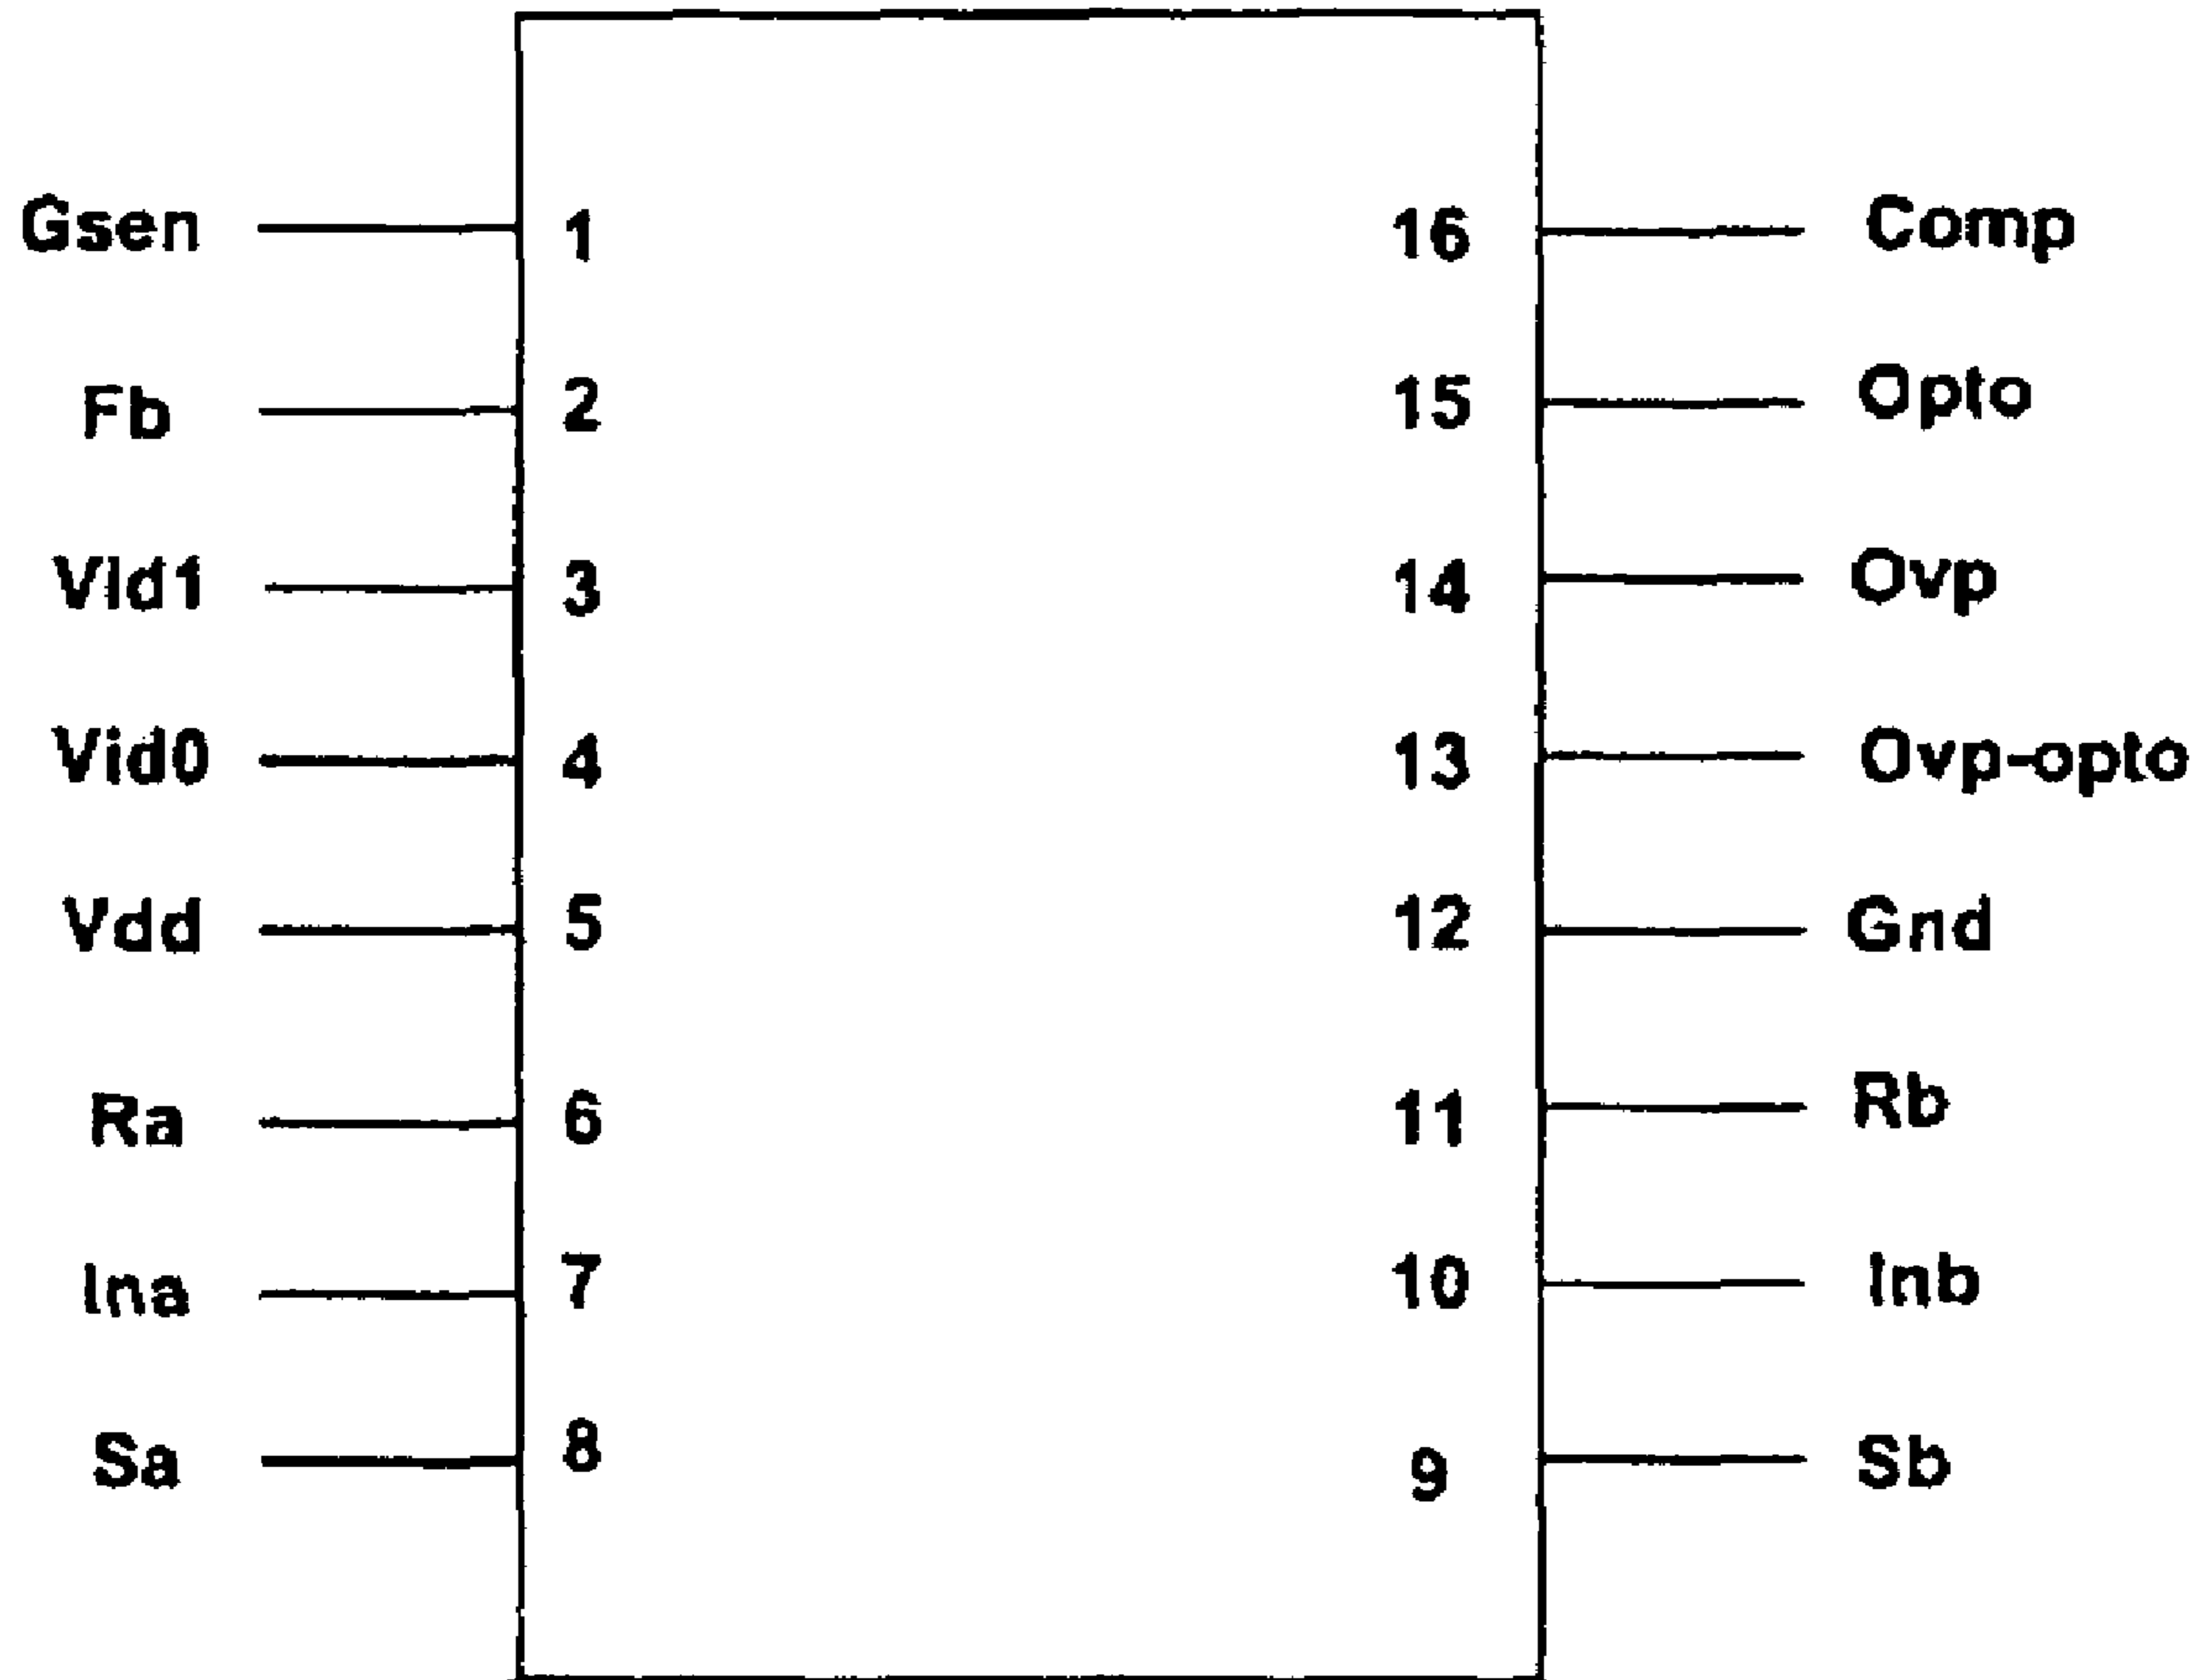 Gsen 1 16 Comp
Fb 2 15 Opto
Vid1 3 14 Ovp
Vid0 4 13 Ovp-opto
Vdd 5 12 Gnd
Ra 6 11 Rb
Ina 7 10 Inb
Sa 8 9 Sb